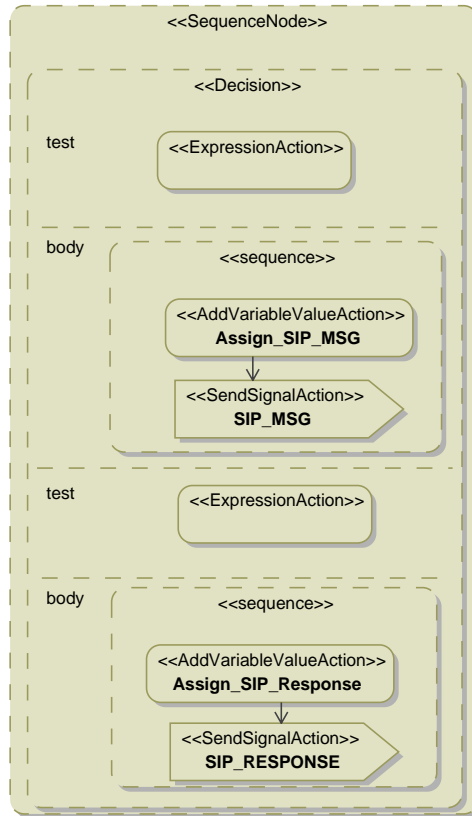 <<SequenceNode>>
<<Decision>>
test
<<ExpressionAction>>
body
<<sequence>>
<<AddVariableValueAction>>
Assign_SIP_MSG
<<SendSignalAction>>
SIP_MSG
test
<<ExpressionAction>>
body
<<sequence>>
<<AddVariableValueAction>>
Assign_SIP_Response
<<SendSignalAction>>
SIP_RESPONSE